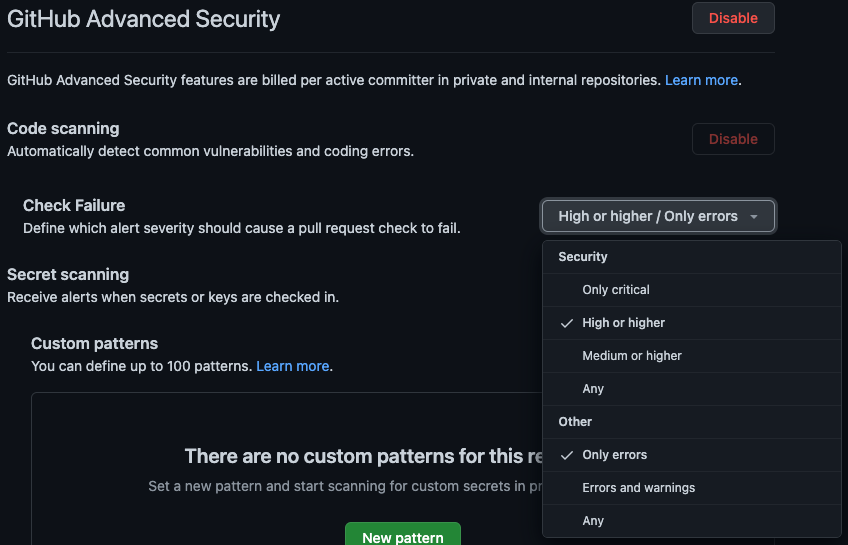 GitHub Advanced Security
Disable
GitHub Advanced Security features are billed per active committer in private and internal repositories. Learn more.
Code scanning
Automatically detect common vulnerabilities and coding errors.
Disable
Check Failure
Define which alert severity should cause a pull request check to fail.
High or higher / Only errors
Security
Only critical
High or higher
Medium or higher
Any
Other
Only errors
Errors and warnings
Any
Secret scanning
Receive alerts when secrets or keys are checked in.
Custom patterns
You can define up to 100 patterns. Learn more.
There are no custom patterns for this
Set a new pattern and start scanning for custom secrets in
New pattern